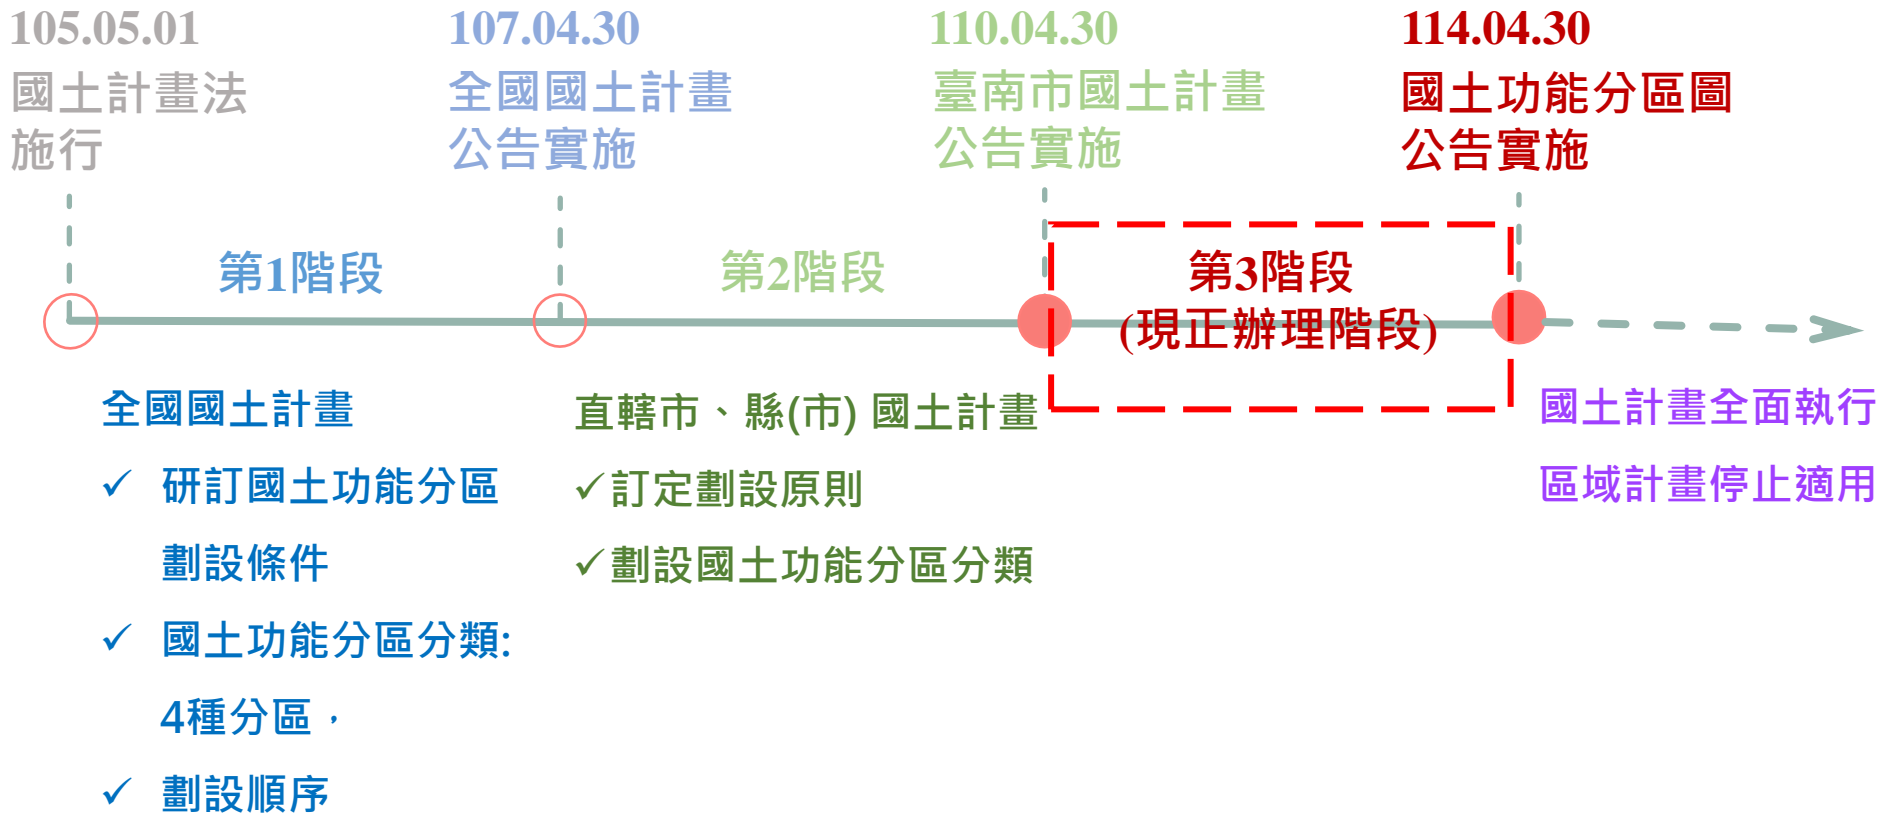 105.05.01
國土計畫法
施行
107.04.30
全國國土計畫
公告實施
110.04.30
臺南市國土計畫
公告實施
114.04.30
國土功能分區圖
公告實施
第1階段
第2階段
第3階段
(現正辦理階段)
全國國土計畫
✓ 研訂國土功能分區
劃設條件
✓ 國土功能分區分類:
4種分區，
✓ 劃設順序
直轄市、縣(市) 國土計畫
✓訂定劃設原則
✓劃設國土功能分區分類
國土計畫全面執行
區域計畫停止適用